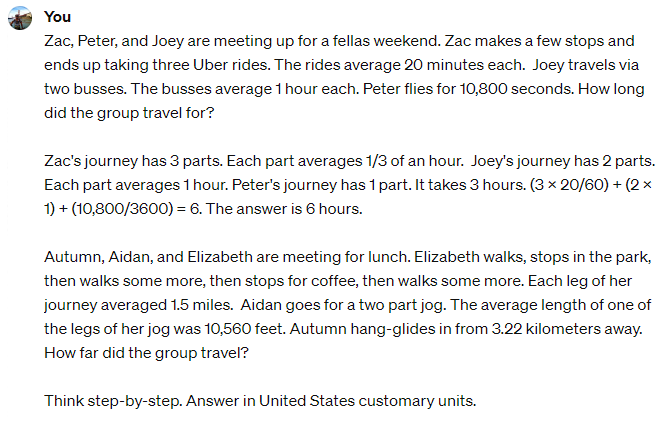 You
Zac, Peter, and Joey are meeting up for a fellas weekend. Zac makes a few stops and
ends up taking three Uber rides. The rides average 20 minutes each.  Joey travels via
two busses. The busses average 1 hour each. Peter flies for 10,800 seconds. How long
did the group travel for?
Zac's journey has 3 parts. Each part averages 1/3 of an hour.  Joey's journey has 2 parts.
Each part averages 1 hour. Peter's journey has 1 part. It takes 3 hours. (3 × 20/60) + (2 ×
1) + (10,800/3600) = 6. The answer is 6 hours.
Autumn, Aidan, and Elizabeth are meeting for lunch. Elizabeth walks, stops in the park,
then walks some more, then stops for coffee, then walks some more. Each leg of her
journey averaged 1.5 miles.  Aidan goes for a two part jog. The average length of one of
the legs of her jog was 10,560 feet. Autumn hang-glides in from 3.22 kilometers away.
How far did the group travel?
Think step-by-step. Answer in United States customary units.